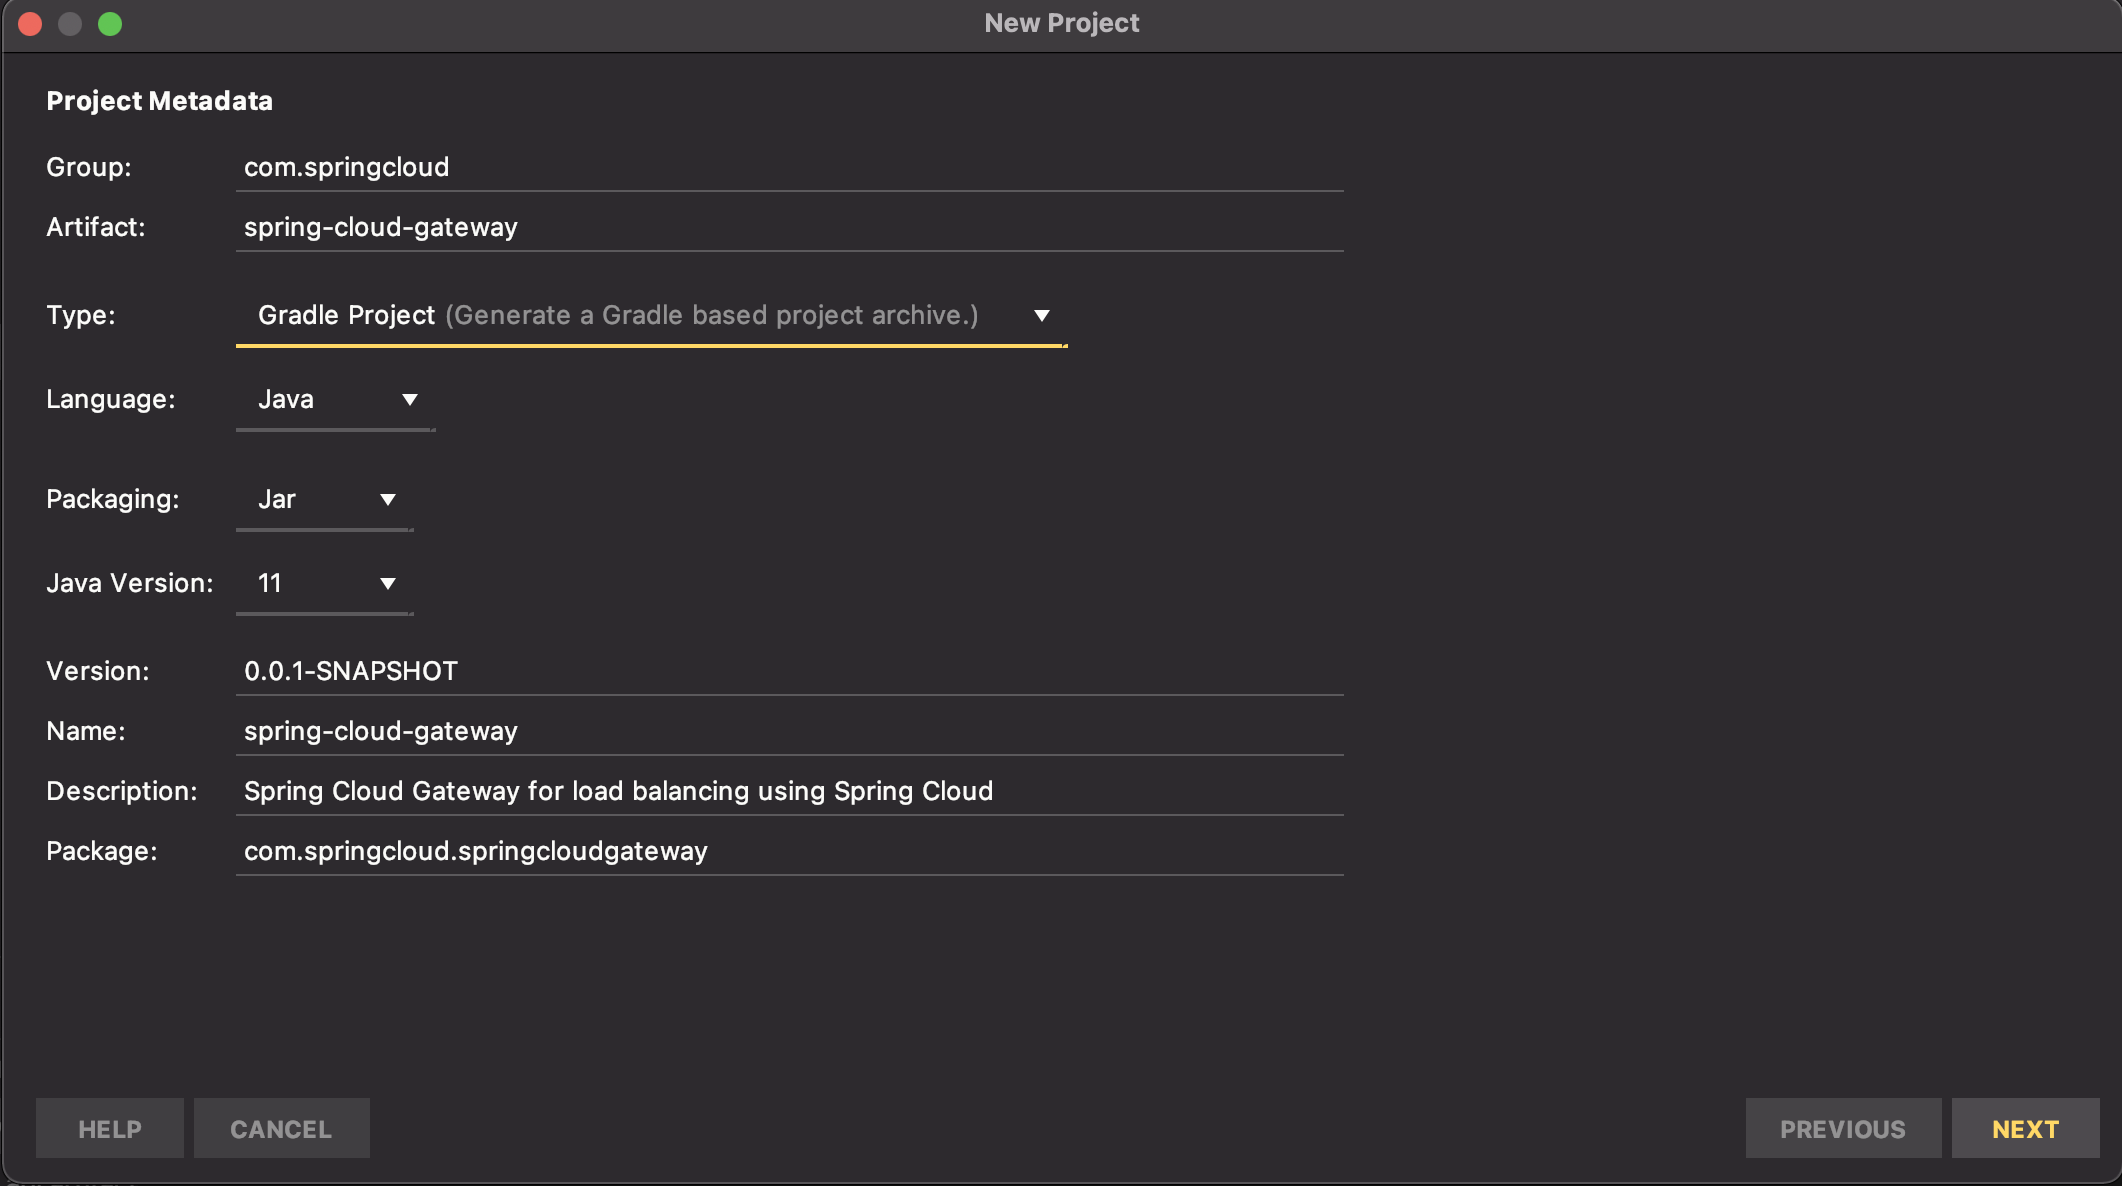 New Project
Project Metadata
Group: com.springcloud
Artifact: spring-cloud-gateway
Type: Gradle Project (Generate a Gradle based project archive.)
Language: Java
Packaging: Jar
Java Version: 11
Version: 0.0.1-SNAPSHOT
Name: spring-cloud-gateway
Description: Spring Cloud Gateway for load balancing using Spring Cloud
Package: com.springcloud.springcloudgateway
HELP CANCEL PREVIOUS NEXT